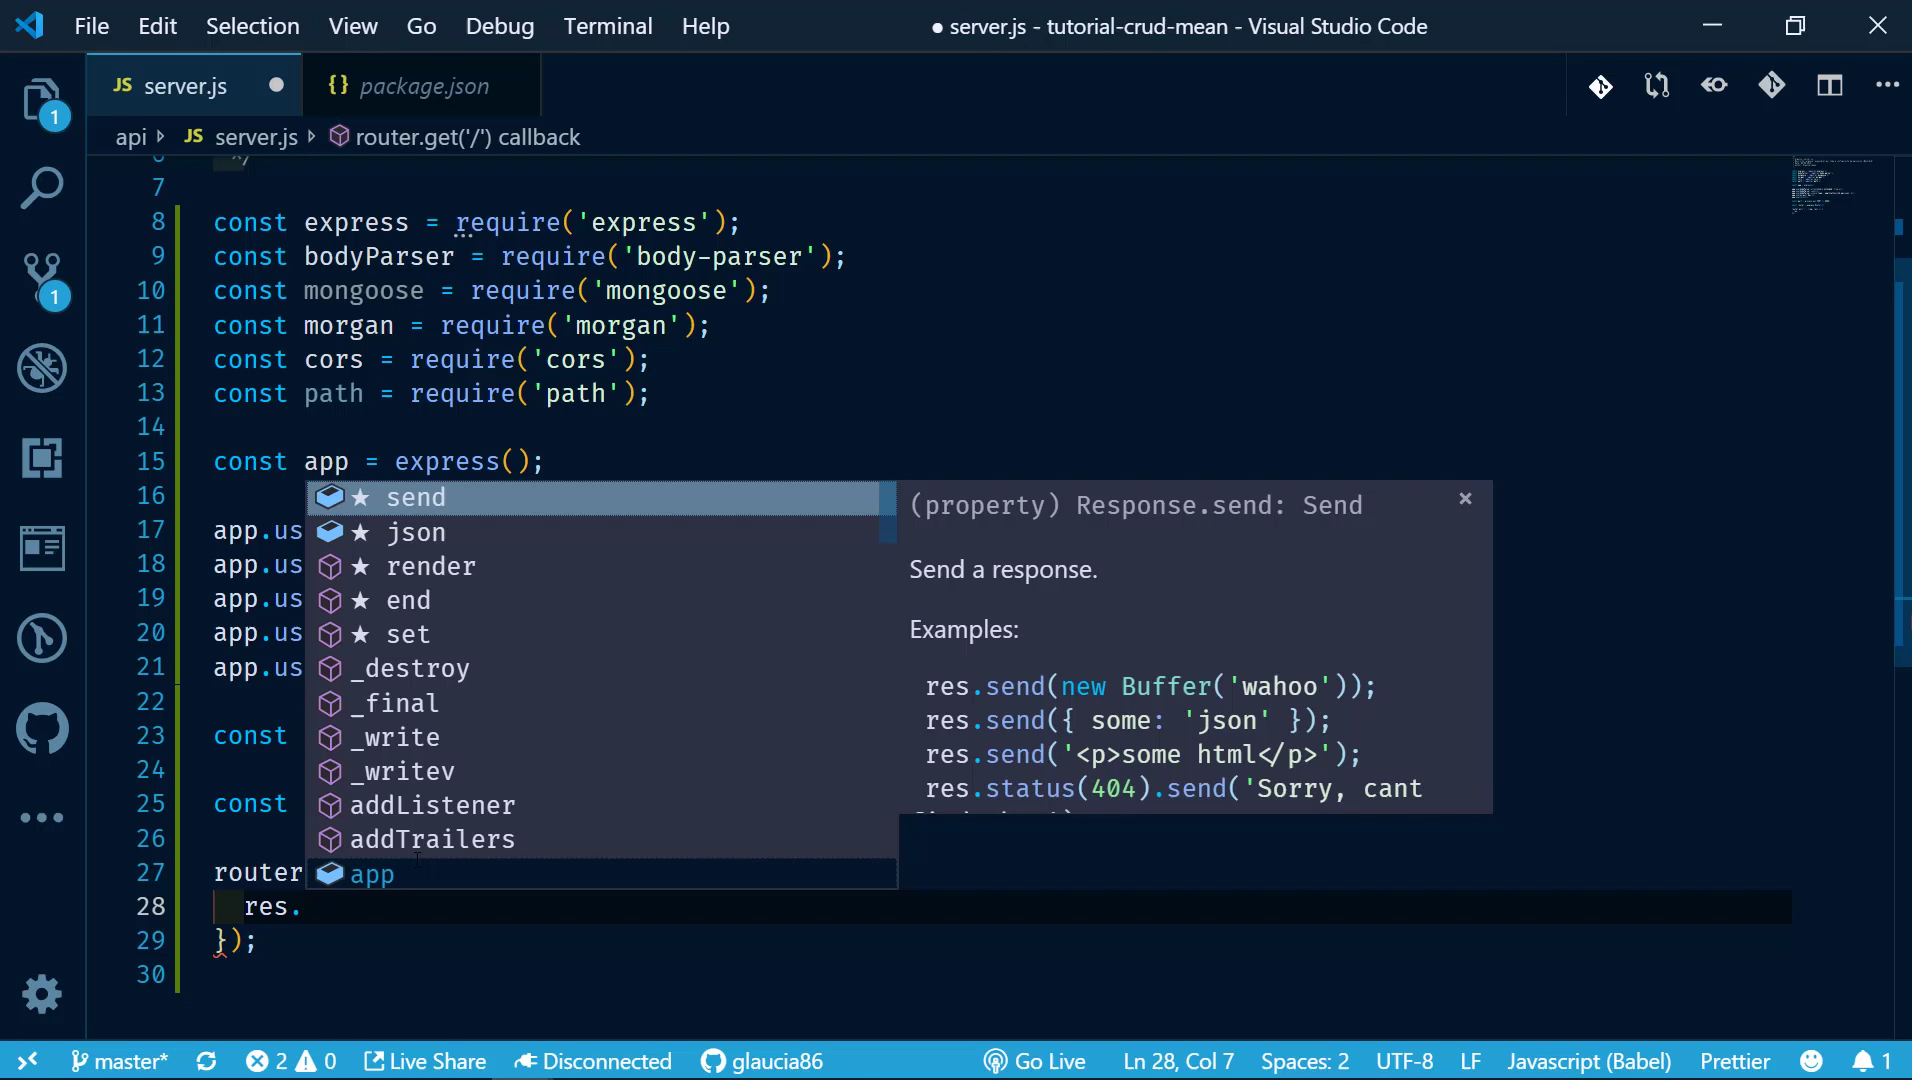 File Edit Selection View Go Debug Terminal Help ● server.js - tutorial-crud-mean - Visual Studio Code
JS server.js {} package.json
api JS server.js router.get('/') callback
6 */
7
8 const express = require('express');
9 const bodyParser = require('body-parser');
10 const mongoose = require('mongoose');
11 const morgan = require('morgan');
12 const cors = require('cors');
13 const path = require('path');
14
15 const app = express();
16
17 app.us
18 app.us
19 app.us
20 app.us
21 app.us
22
23 const
24
25 const
26
27 router
28 res.
29 });
30
★ send
★ json
★ render
★ end
★ set
_destroy
_final
_write
_writev
addListener
addTrailers
app
(property) Response.send: Send
Send a response.
Examples:
res.send(new Buffer('wahoo'));
res.send({ some: 'json' });
res.send('<p>some html</p>');
res.status(404).send('Sorry, cant
1
1
master* 2 0 Live Share Disconnected glaucia86 Go Live Ln 28, Col 7 Spaces: 2 UTF-8 LF Javascript (Babel) Prettier 1